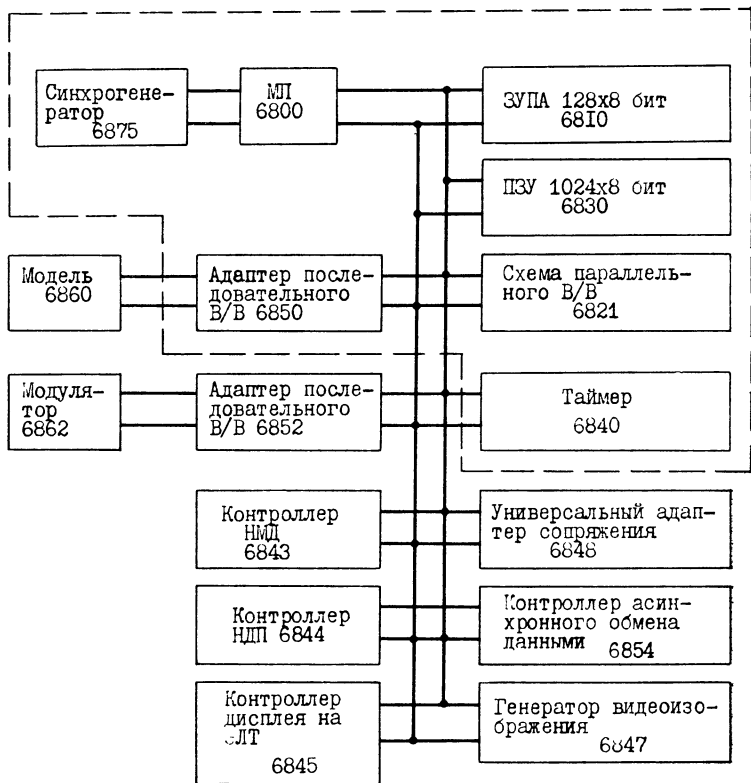 Синхрогене-
ратор
6875
МП
6800
ЗУПА 128х8 бит
6810
ПЗУ 1024х8 бит
6830
Модель
6860
Адаптер после-
довательного
В/В 6850
Схема параллель-
ного В/В
6821
Модуля-
тор
6862
Адаптер после-
довательного
В/В 6852
Таймер
6840
Контроллер
НМД
6843
Универсальный адап-
тер сопряжения
6848
Контроллер
НДП 6844
Контроллер асин-
хронного обмена
данными
6854
Контроллер
дисплея на
ЭЛТ
6845
Генератор видеоизо-
бражения
6847